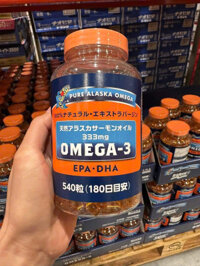 PURE ALASKA OMEGA
100%ナチュラル・エキストラバージン
天然アラスカサーモンオイル
333mg
OMEGA-3
EPA・DHA
540粒(180日目安)